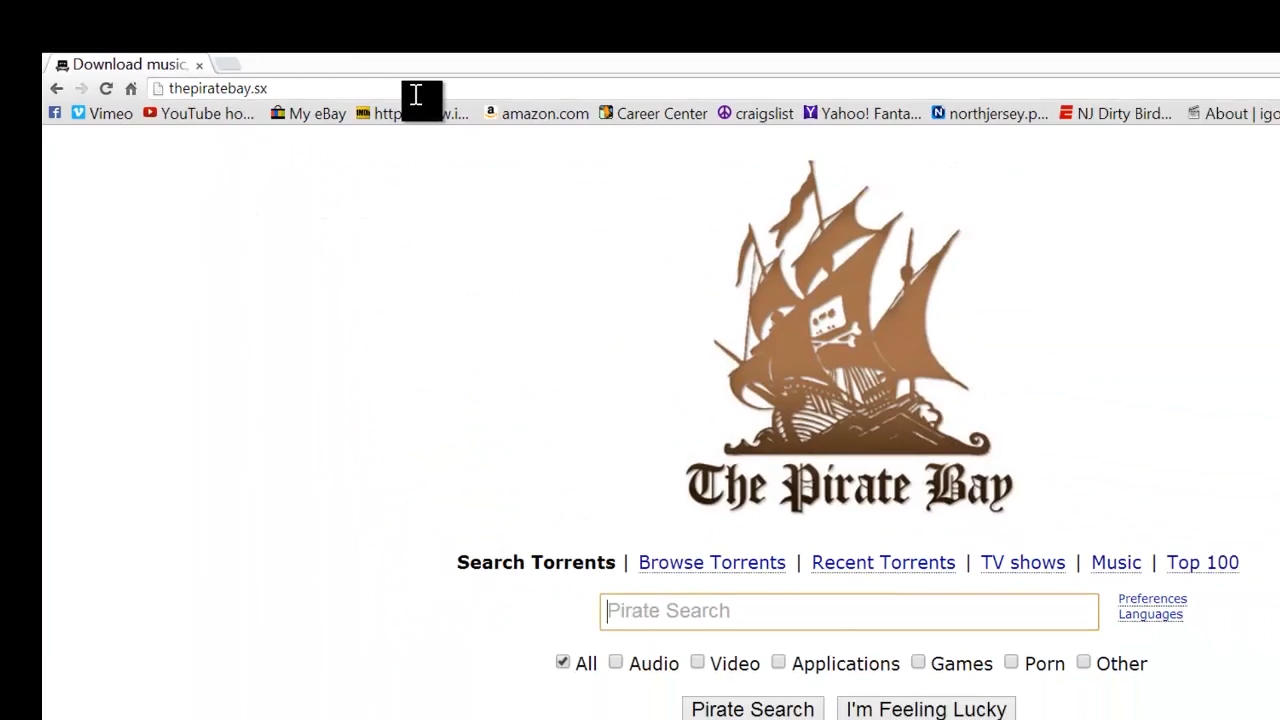 Download music,
thepiratebay.sx
Vimeo YouTube ho... My eBay amazon.com Career Center craigslist Yahoo! Fanta... northjersey.p... NJ Dirty Bird... About | igo
The Pirate Bay
Search Torrents | Browse Torrents | Recent Torrents | TV shows | Music | Top 100
Pirate Search
Preferences
Languages
All Audio Video Applications Games Porn Other
Pirate Search I'm Feeling Lucky